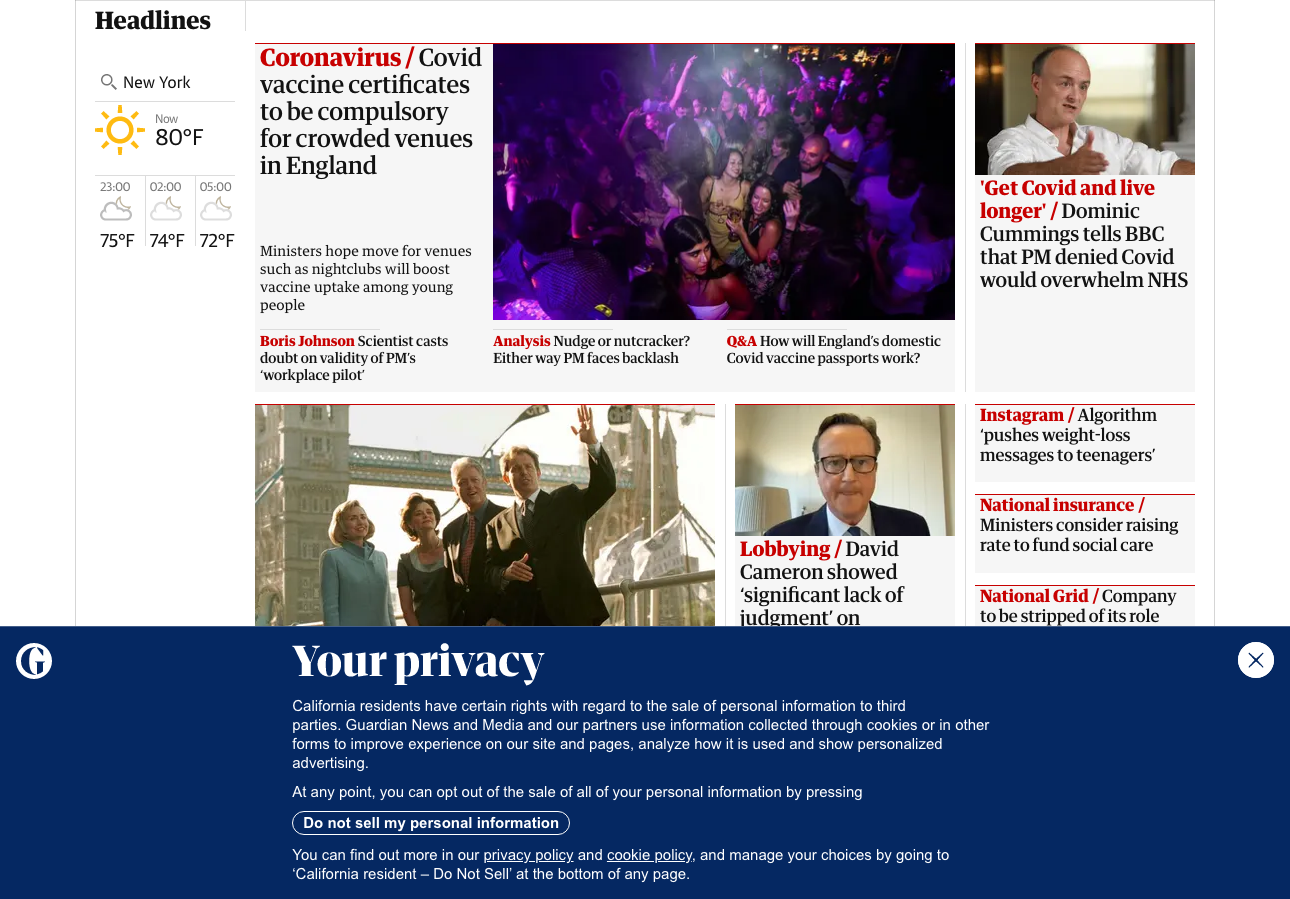 Headlines
New York
Now
80°F
23:00
02:00
05:00
75°F
74°F
72°F
Coronavirus / Covid
vaccine certificates
to be compulsory
for crowded venues
in England
Ministers hope move for venues
such as nightclubs will boost
vaccine uptake among young
people
Boris Johnson Scientist casts
doubt on validity of PM’s
‘workplace pilot’
Analysis Nudge or nutcracker?
Either way PM faces backlash
Q&A How will England’s domestic
Covid vaccine passports work?
'Get Covid and live
longer' / Dominic
Cummings tells BBC
that PM denied Covid
would overwhelm NHS
Lobbying / David
Cameron showed
‘significant lack of
judgment’ on
Instagram / Algorithm
‘pushes weight-loss
messages to teenagers’
National insurance /
Ministers consider raising
rate to fund social care
National Grid / Company
to be stripped of its role
Your privacy
California residents have certain rights with regard to the sale of personal information to third
parties. Guardian News and Media and our partners use information collected through cookies or in other
forms to improve experience on our site and pages, analyze how it is used and show personalized
advertising.
At any point, you can opt out of the sale of all of your personal information by pressing
Do not sell my personal information
You can find out more in our privacy policy and cookie policy, and manage your choices by going to
‘California resident – Do Not Sell’ at the bottom of any page.